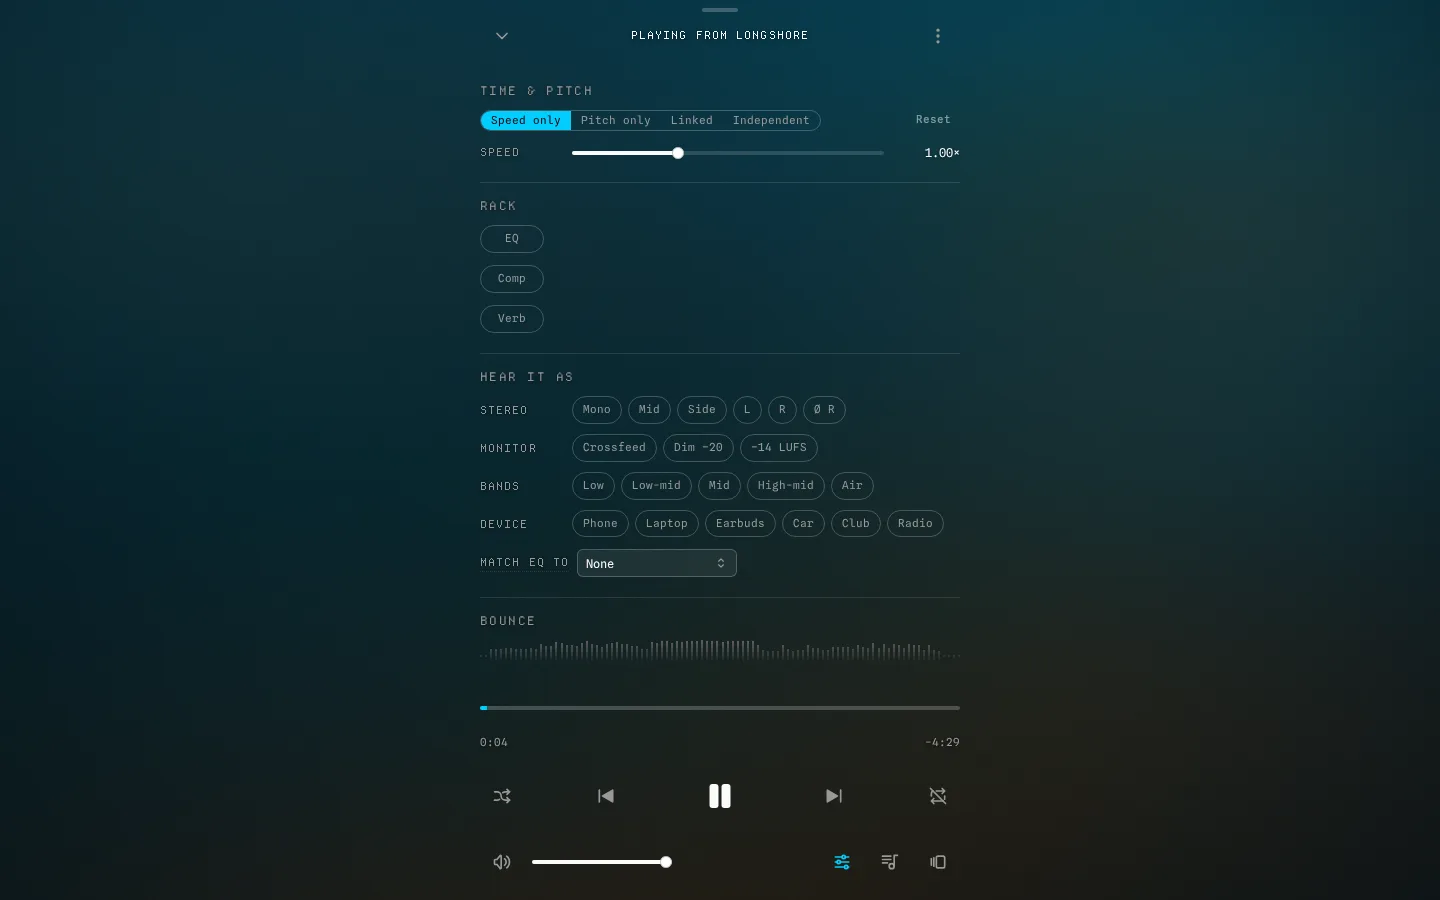 PLAYING FROM LONGSHORE
TIME & PITCH
Speed only Pitch only Linked Independent Reset
SPEED 1.00×
RACK
EQ
Comp
Verb
HEAR IT AS
STEREO Mono Mid Side L R Ø R
MONITOR Crossfeed Dim −20 −14 LUFS
BANDS Low Low-mid Mid High-mid Air
DEVICE Phone Laptop Earbuds Car Club Radio
MATCH EQ TO None
BOUNCE
0:04 -4:29